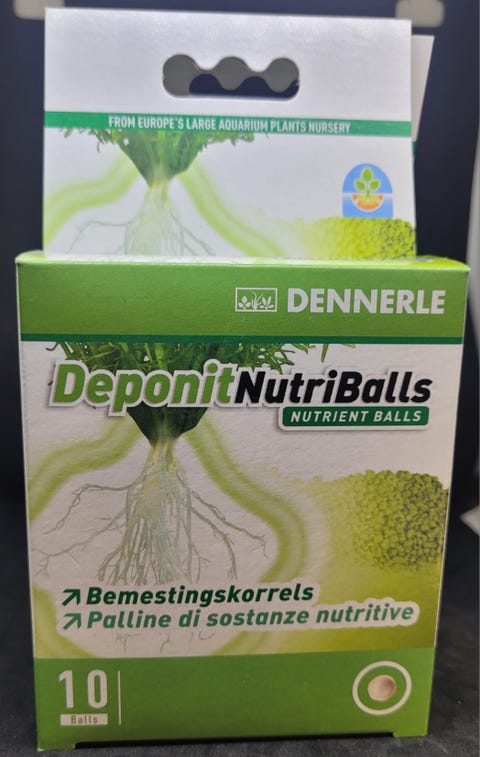 FROM EUROPE'S LARGE AQUARIUM PLANTS NURSERY
DENNERLE
DeponitNutriBalls
NUTRIENT BALLS
Bemestingskorrels
Palline di sostanze nutritive
10
Balls